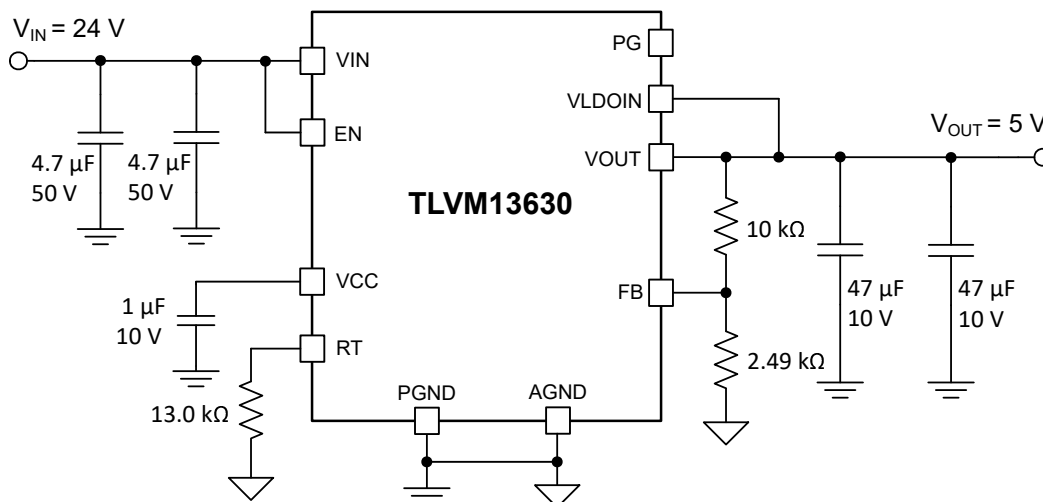 V_IN = 24 V
VIN
PG
VLDOIN
EN
VOUT
V_OUT = 5 V
4.7 µF
50 V
4.7 µF
50 V
TLVM13630
10 kΩ
VCC
FB
1 µF
10 V
47 µF
10 V
47 µF
10 V
RT
2.49 kΩ
13.0 kΩ
PGND
AGND